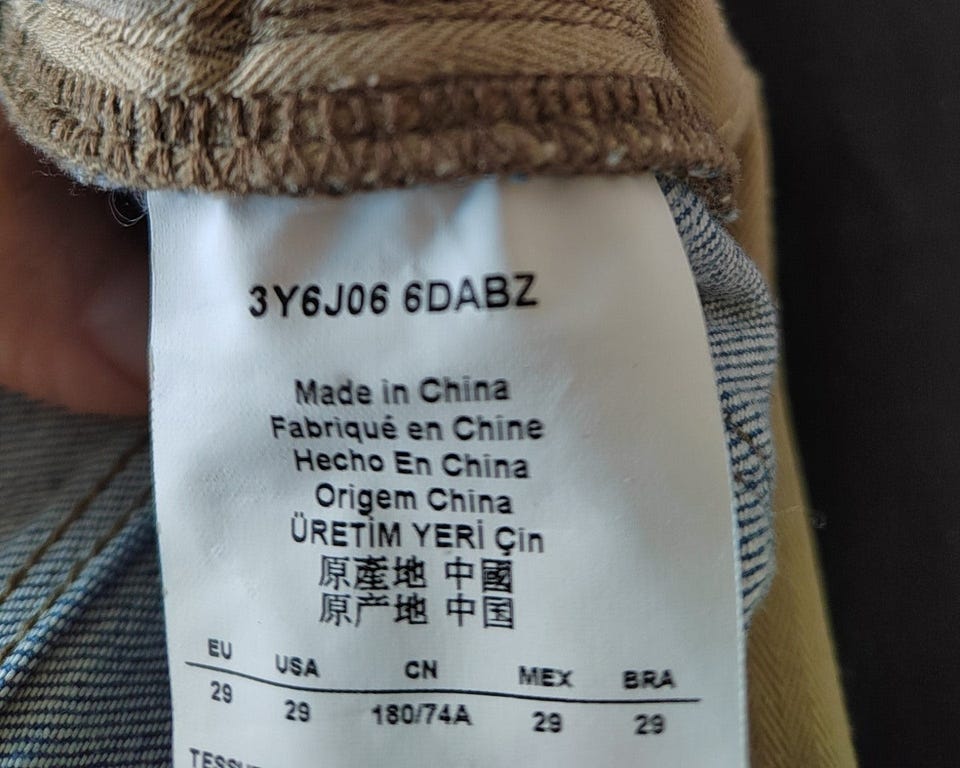 3Y6J06 6DABZ
Made in China
Fabriqué en Chine
Hecho En China
Origem China
ÜRETİM YERİ Çin
原產地 中國
原产地 中国
EU USA CN MEX BRA
29 29 180/74A 29 29